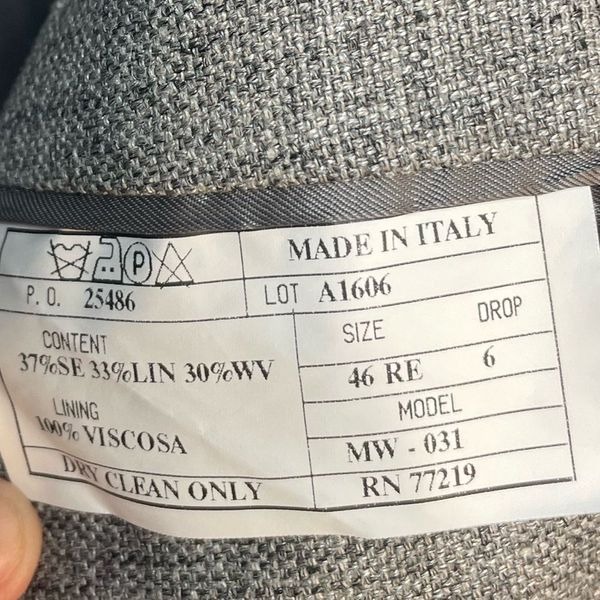 MADE IN ITALY
P. O. 25486
LOT A1606
CONTENT
37%SE 33%LIN 30%WV
LINING
100% VISCOSA
DRY CLEAN ONLY
SIZE DROP
46 RE 6
MODEL
MW - 031
RN 77219